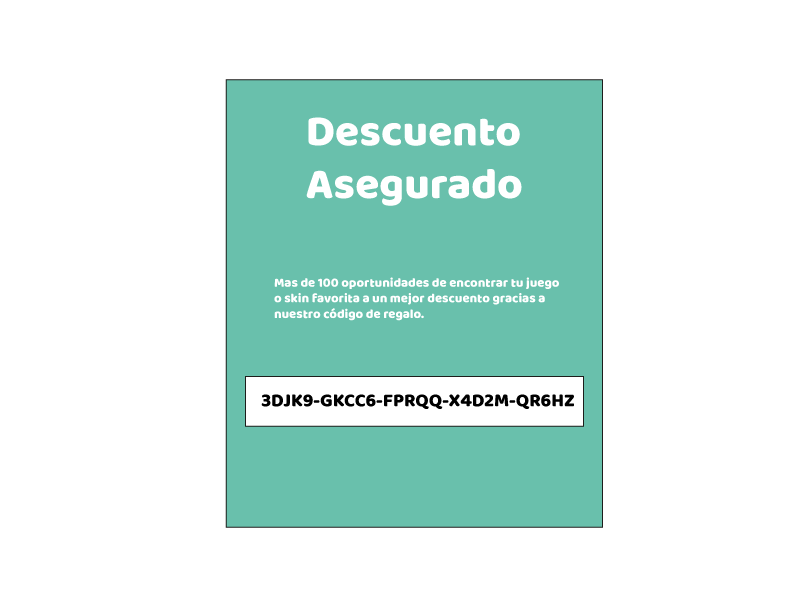 Descuento
Asegurado
Mas de 100 oportunidades de encontrar tu juego
o skin favorita a un mejor descuento gracias a
nuestro código de regalo.
3DJK9-GKCC6-FPRQQ-X4D2M-QR6HZ